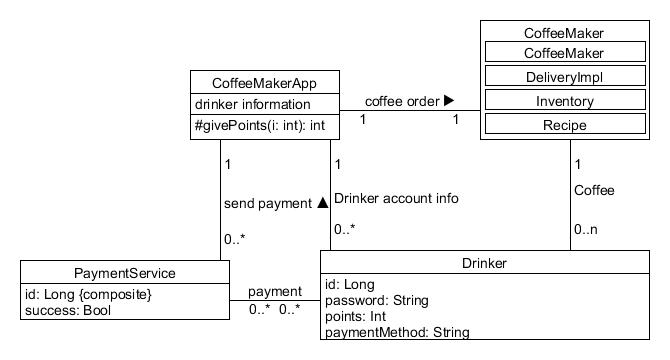 CoffeeMaker
CoffeeMaker
DeliveryImpl
Inventory
Recipe
CoffeeMakerApp
drinker information
#givePoints(i: int): int
coffee order ▶
1 1
1
send payment ▲
0..*
1
Drinker account info
0..*
1
Coffee
0..n
PaymentService
id: Long {composite}
success: Bool
payment
0..* 0..*
Drinker
id: Long
password: String
points: Int
paymentMethod: String